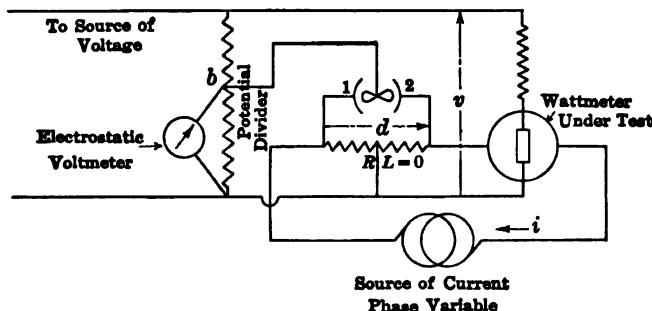 To Source of
Voltage
b
Potential
Divider
1
2
d
v
Wattmeter
Under Test
Electrostatic
Voltmeter
R L=0
i
Source of Current
Phase Variable